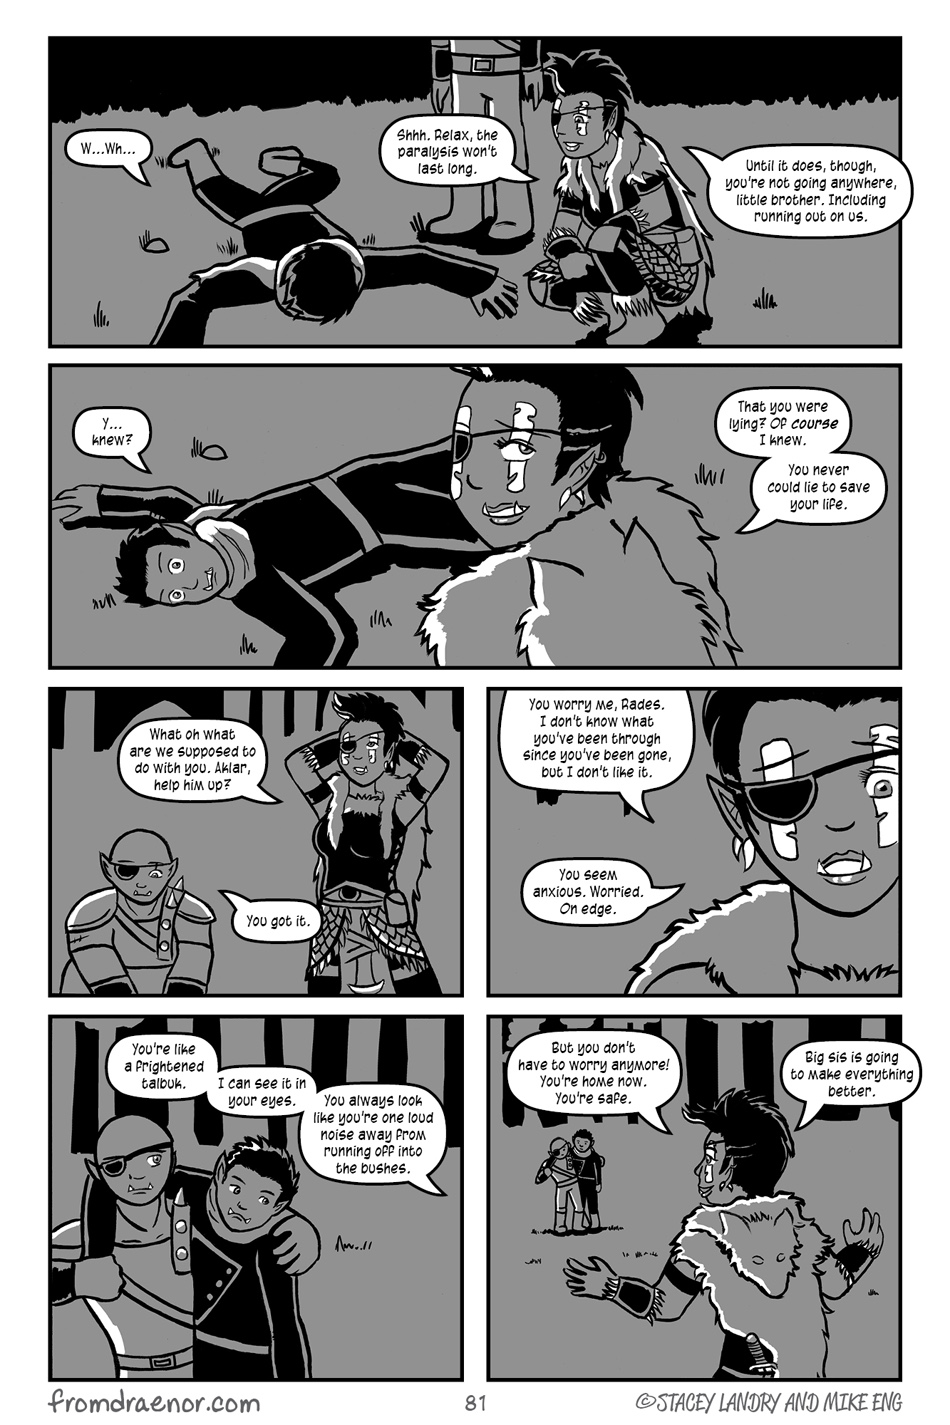 W...Wh...
Shhh. Relax, the
paralysis won't
last long.
Until it does, though,
you're not going anywhere,
little brother. Including
running out on us.
Y...
knew?
That you were
lying? Of course
I knew.
You never
could lie to save
your life.
What oh what
are we supposed to
do with you. Aklar,
help him up?
You got it.
You worry me, Rades.
I don't know what
you've been through
since you've been gone,
but I don't like it.
You seem
anxious. Worried.
On edge.
You're like
a frightened
talbuk.
I can see it in
your eyes.
You always look
like you're one loud
noise away from
running off into
the bushes.
But you don't
have to worry anymore!
You're home now.
You're safe.
Big sis is going
to make everything
better.
fromdraenor.com
81
©STACEY LANDRY AND MIKE ENG